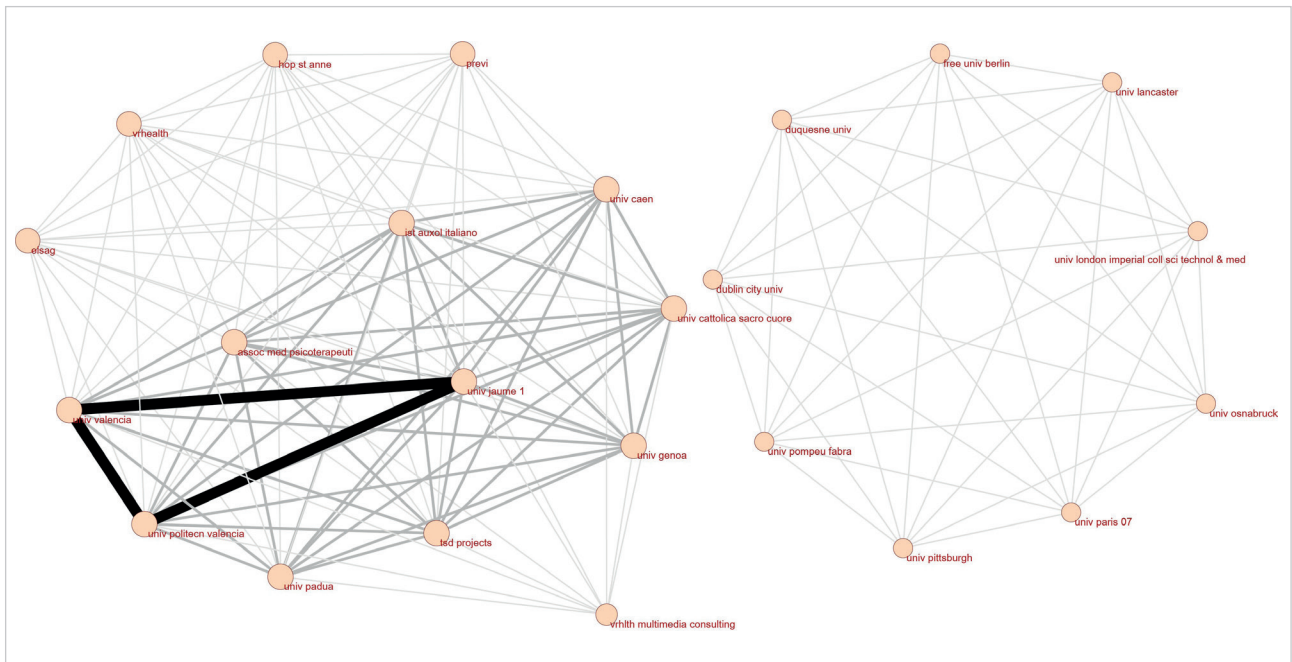 hop st anne
previ
free univ berlin
univ lancaster
vrhealth
duquesne univ
univ caen
ist auxol italiano
elsag
univ london imperial coll sci technol & med
dublin city univ
univ cattolica sacro cuore
assoc med psicoterapeuti
univ jaume 1
univ valencia
univ osnabruck
univ pompeu fabra
univ genoa
univ paris 07
univ politecn valencia
tsd projects
univ pittsburgh
univ padua
vrhlth multimedia consulting